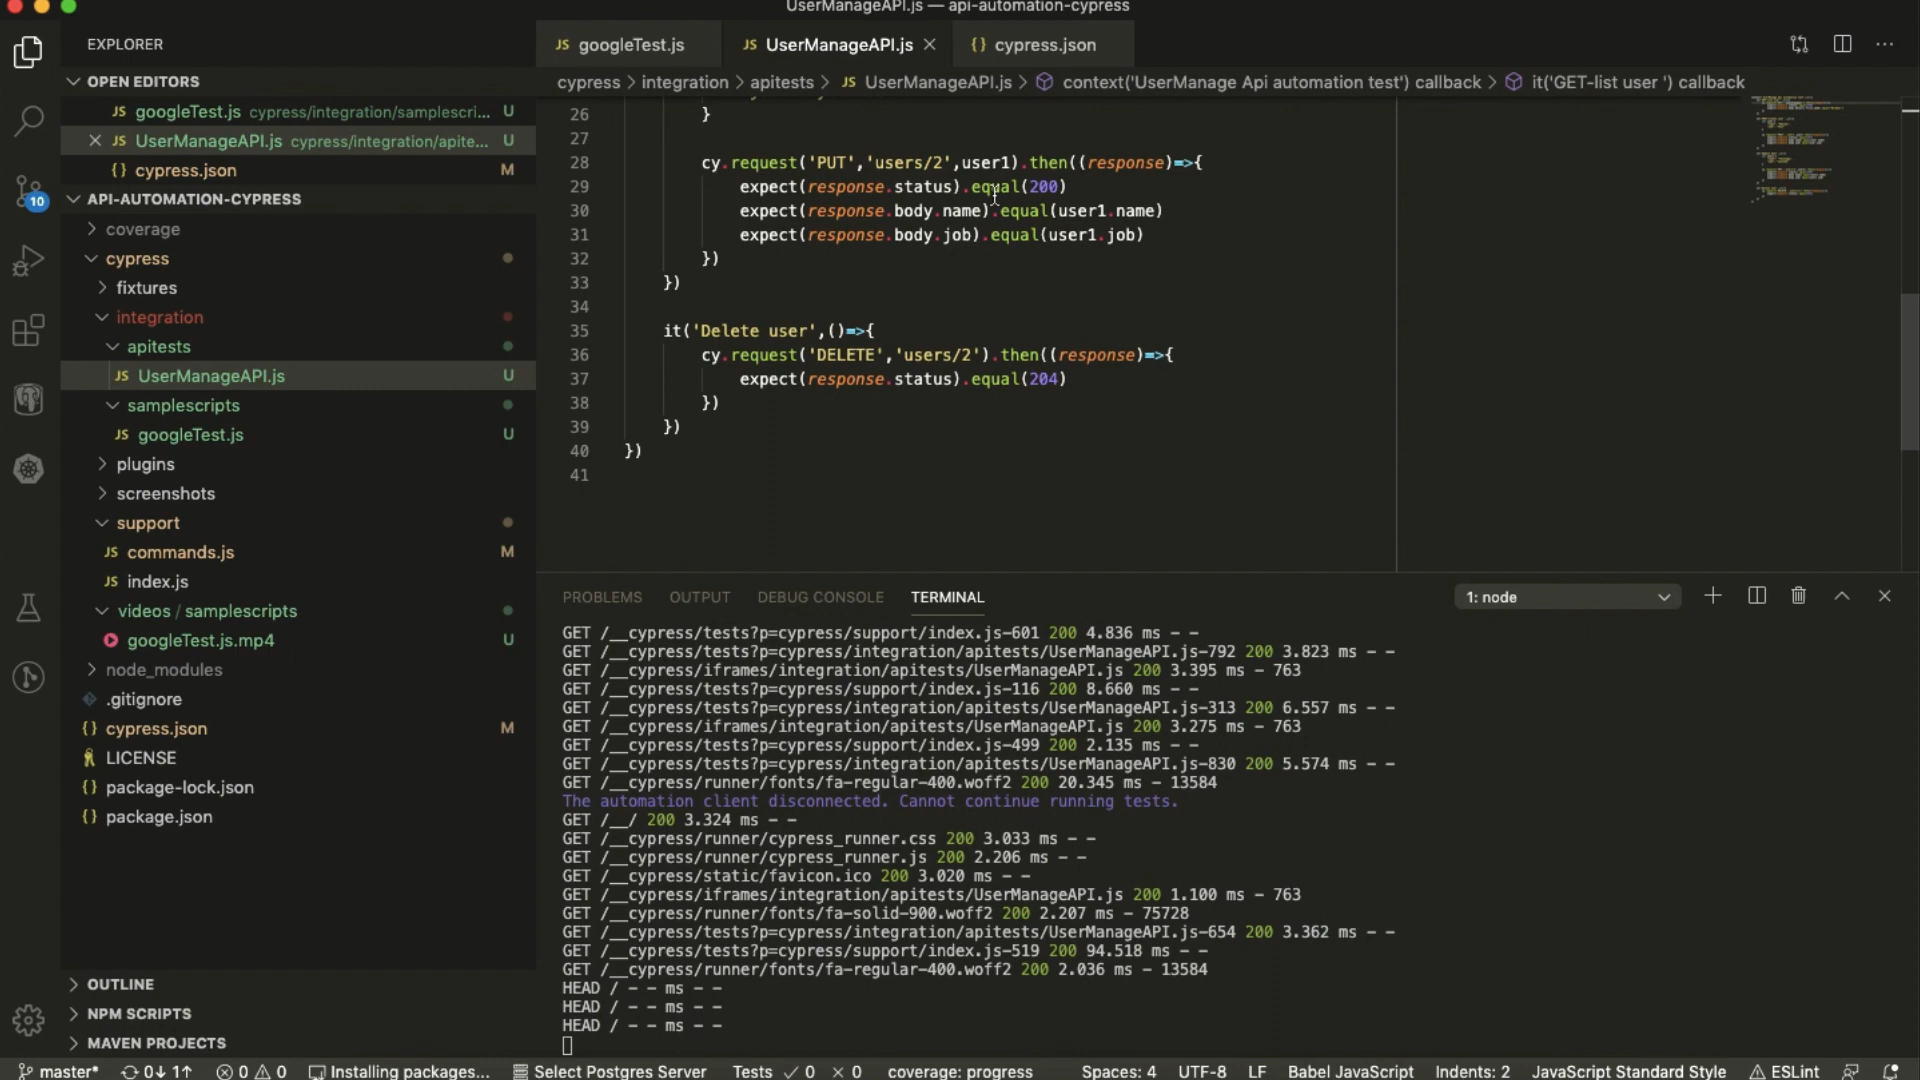 UserManageAPI.js — api-automation-cypress
EXPLORER
OPEN EDITORS
JS googleTest.js cypress/integration/samplescri... U
× JS UserManageAPI.js cypress/integration/apite... U
{} cypress.json M
API-AUTOMATION-CYPRESS
coverage
cypress
fixtures
integration
apitests
JS UserManageAPI.js U
samplescripts
JS googleTest.js U
plugins
screenshots
support
JS commands.js M
JS index.js
videos / samplescripts
googleTest.js.mp4 U
node_modules
.gitignore
{} cypress.json M
LICENSE
{} package-lock.json
{} package.json
OUTLINE
NPM SCRIPTS
MAVEN PROJECTS
10
JS googleTest.js
JS UserManageAPI.js ×
{} cypress.json
cypress > integration > apitests > JS UserManageAPI.js > context('UserManage Api automation test') callback > it('GET-list user ') callback
26 }
27
28 cy.request('PUT','users/2',user1).then((response)=>{
29 expect(response.status).equal(200)
30 expect(response.body.name).equal(user1.name)
31 expect(response.body.job).equal(user1.job)
32 })
33 })
34
35 it('Delete user',()=>{
36 cy.request('DELETE','users/2').then((response)=>{
37 expect(response.status).equal(204)
38 })
39 })
40 })
41
PROBLEMS OUTPUT DEBUG CONSOLE TERMINAL
1: node
GET /__cypress/tests?p=cypress/support/index.js-601 200 4.836 ms - -
GET /__cypress/tests?p=cypress/integration/apitests/UserManageAPI.js-792 200 3.823 ms - -
GET /__cypress/iframes/integration/apitests/UserManageAPI.js 200 3.395 ms - 763
GET /__cypress/tests?p=cypress/support/index.js-116 200 8.660 ms - -
GET /__cypress/tests?p=cypress/integration/apitests/UserManageAPI.js-313 200 6.557 ms - -
GET /__cypress/iframes/integration/apitests/UserManageAPI.js 200 3.275 ms - 763
GET /__cypress/tests?p=cypress/support/index.js-499 200 2.135 ms - -
GET /__cypress/tests?p=cypress/integration/apitests/UserManageAPI.js-830 200 5.574 ms - -
GET /__cypress/runner/fonts/fa-regular-400.woff2 200 20.345 ms - 13584
The automation client disconnected. Cannot continue running tests.
GET /__/ 200 3.324 ms - -
GET /__cypress/runner/cypress_runner.css 200 3.033 ms - -
GET /__cypress/runner/cypress_runner.js 200 2.206 ms - -
GET /__cypress/static/favicon.ico 200 3.020 ms - -
GET /__cypress/iframes/integration/apitests/UserManageAPI.js 200 1.100 ms - 763
GET /__cypress/runner/fonts/fa-solid-900.woff2 200 2.207 ms - 75728
GET /__cypress/tests?p=cypress/integration/apitests/UserManageAPI.js-654 200 3.362 ms - -
GET /__cypress/tests?p=cypress/support/index.js-519 200 94.518 ms - -
GET /__cypress/runner/fonts/fa-regular-400.woff2 200 2.036 ms - 13584
HEAD / - - ms - -
HEAD / - - ms - -
HEAD / - - ms - -
master* 0↓ 1↑ 0 0 Installing packages... Select Postgres Server Tests ✓ 0 × 0 coverage: progress Spaces: 4 UTF-8 LF Babel JavaScript Indents: 2 JavaScript Standard Style ESLint